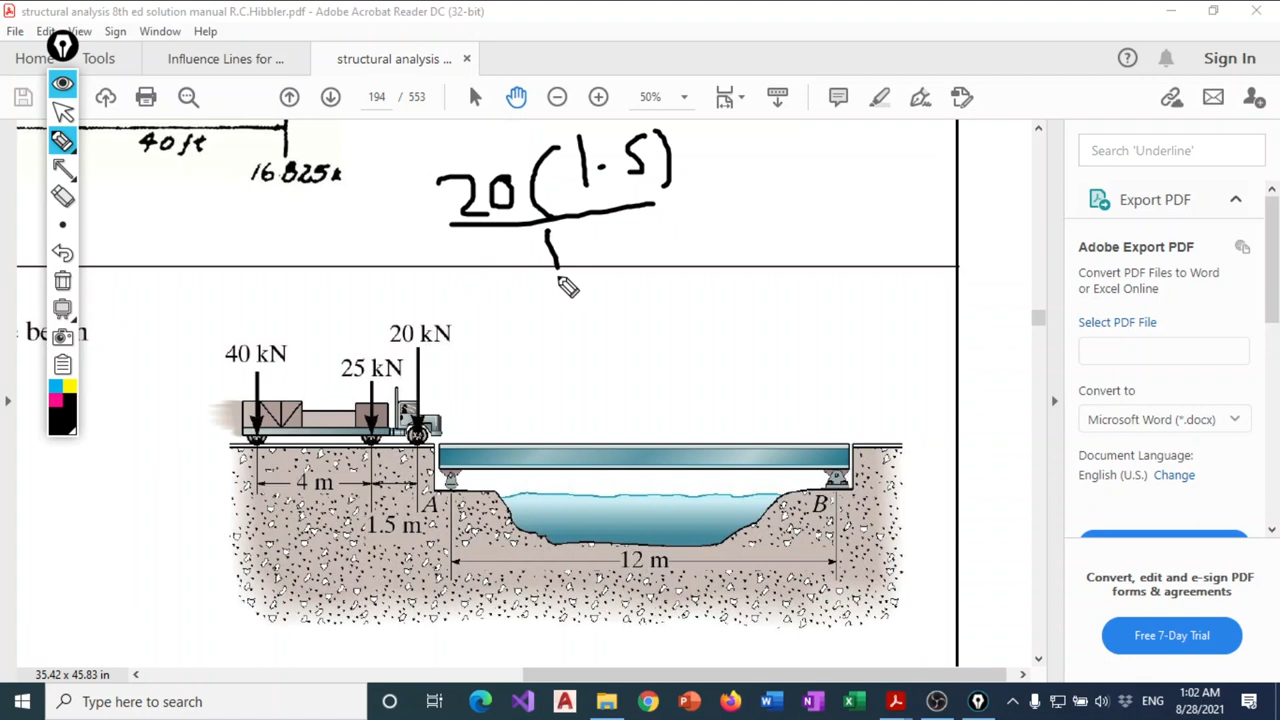 structural analysis 8th ed solution manual R.C.Hibbler.pdf - Adobe Acrobat Reader DC (32-bit)
File Edit View Sign Window Help
Home Tools Influence Lines for ... structural analysis ... × Sign In
194 / 553 50%
40 ft
16.825k
20(1.5)
1
40 kN
25 kN
20 kN
4 m
1.5 m
A
B
12 m
Search 'Underline'
Export PDF
Adobe Export PDF
Convert PDF Files to Word
or Excel Online
Select PDF File
Convert to
Microsoft Word (*.docx)
Document Language:
English (U.S.) Change
Convert, edit and e-sign PDF
forms & agreements
Free 7-Day Trial
35.42 x 45.83 in
Type here to search
ENG
1:02 AM
8/28/2021